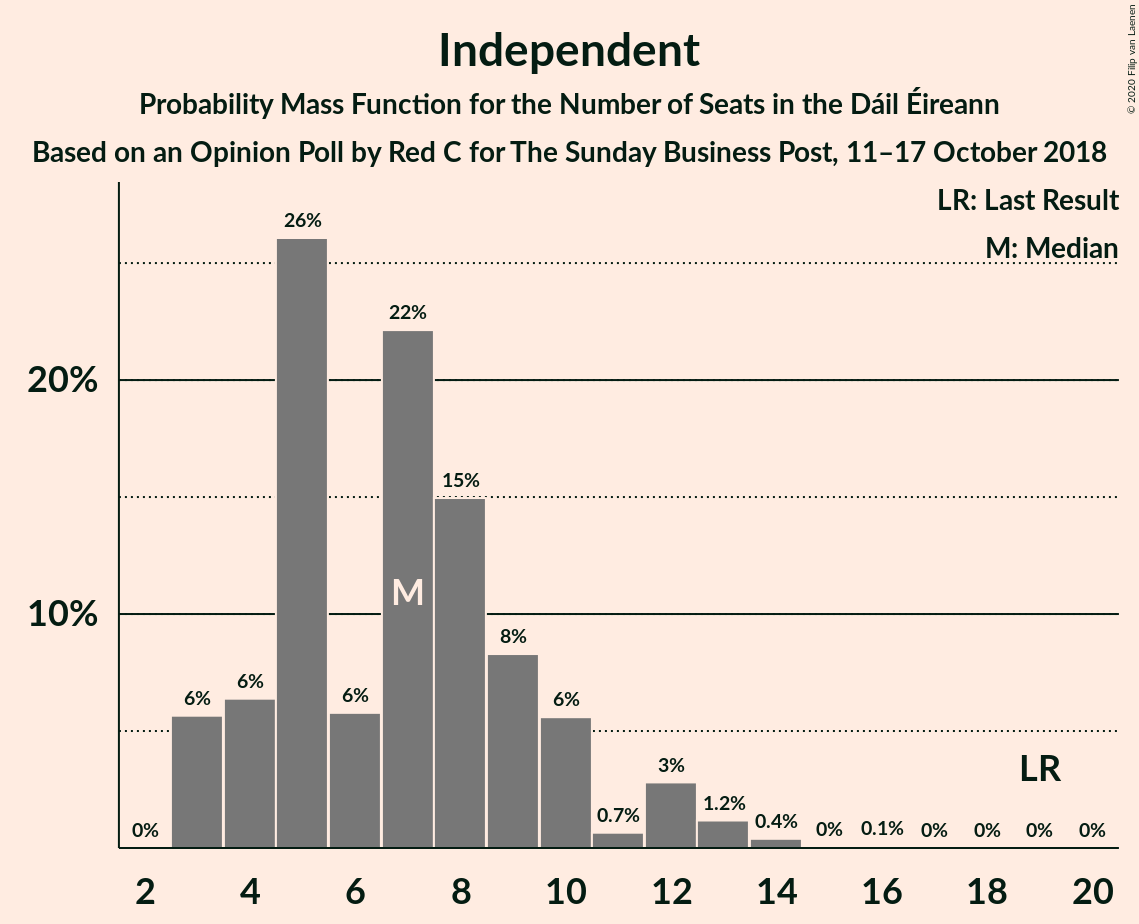 Independent
Probability Mass Function for the Number of Seats in the Dáil Éireann
Based on an Opinion Poll by Red C for The Sunday Business Post, 11–17 October 2018
© 2020 Filip van Laenen
LR: Last Result
M: Median
20%
10%
0%
6%
6%
26%
6%
22%
15%
8%
6%
0.7%
3%
1.2%
0.4%
0%
0.1%
0%
0%
0%
0%
M
LR
2 4 6 8 10 12 14 16 18 20